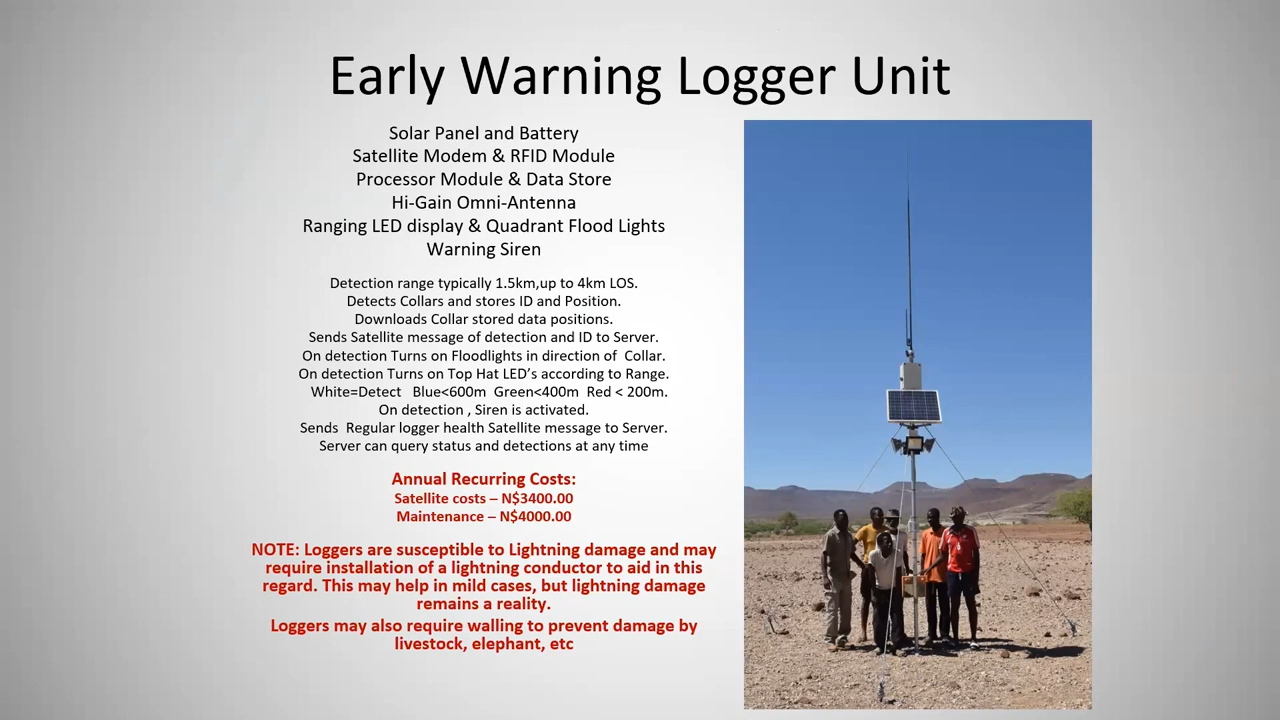 Early Warning Logger Unit
Solar Panel and Battery
Satellite Modem & RFID Module
Processor Module & Data Store
Hi-Gain Omni-Antenna
Ranging LED display & Quadrant Flood Lights
Warning Siren
Detection range typically 1.5km,up to 4km LOS.
Detects Collars and stores ID and Position.
Downloads Collar stored data positions.
Sends Satellite message of detection and ID to Server.
On detection Turns on Floodlights in direction of  Collar.
On detection Turns on Top Hat LED’s according to Range.
White=Detect   Blue<600m  Green<400m  Red < 200m.
On detection , Siren is activated.
Sends  Regular logger health Satellite message to Server.
Server can query status and detections at any time
Annual Recurring Costs:
Satellite costs – N$3400.00
Maintenance – N$4000.00
NOTE: Loggers are susceptible to Lightning damage and may
require installation of a lightning conductor to aid in this
regard. This may help in mild cases, but lightning damage
remains a reality.
Loggers may also require walling to prevent damage by
livestock, elephant, etc